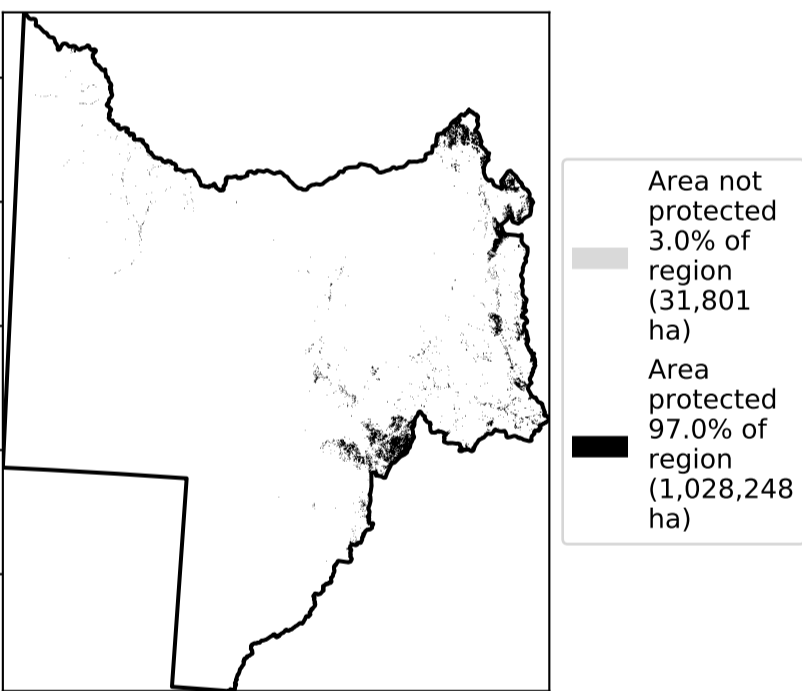 Area not
protected
3.0% of
region
(31,801
ha)
Area
protected
97.0% of
region
(1,028,248
ha)